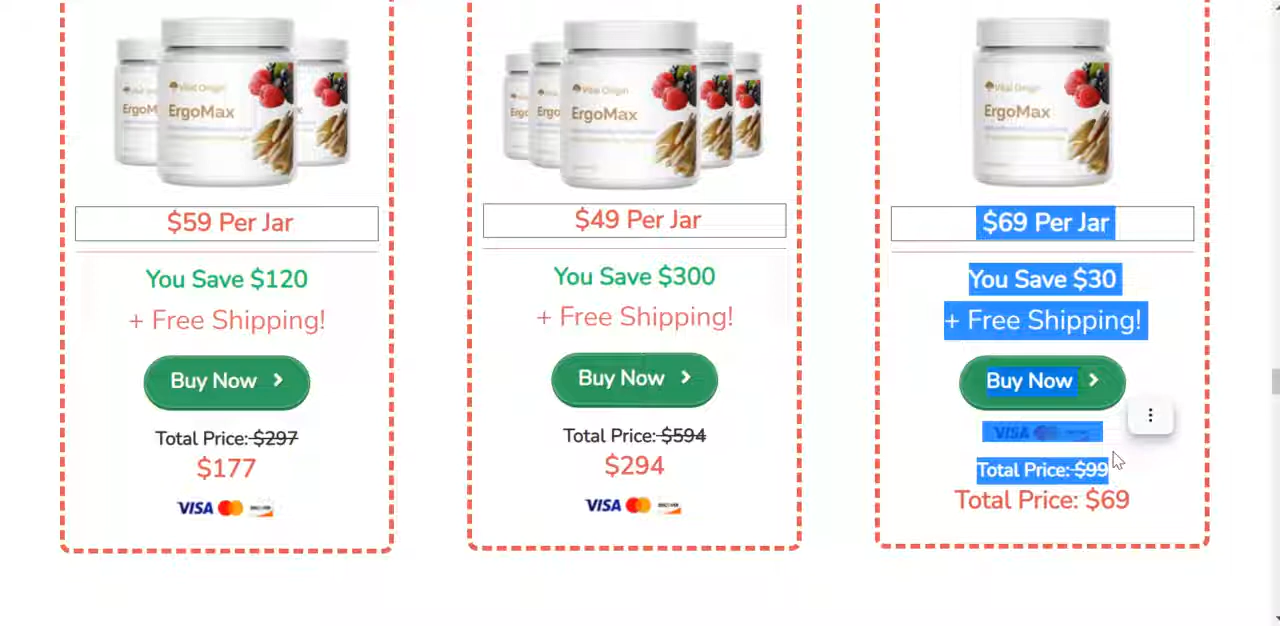 Vital Origin
ErgoMax
$59 Per Jar
You Save $120
+ Free Shipping!
Buy Now
Total Price: $297
$177
VISA
DISCOVER
Vital Origin
ErgoMax
$49 Per Jar
You Save $300
+ Free Shipping!
Buy Now
Total Price: $594
$294
VISA
DISCOVER
Vital Origin
ErgoMax
$69 Per Jar
You Save $30
+ Free Shipping!
Buy Now
VISA
Total Price: $99
Total Price: $69